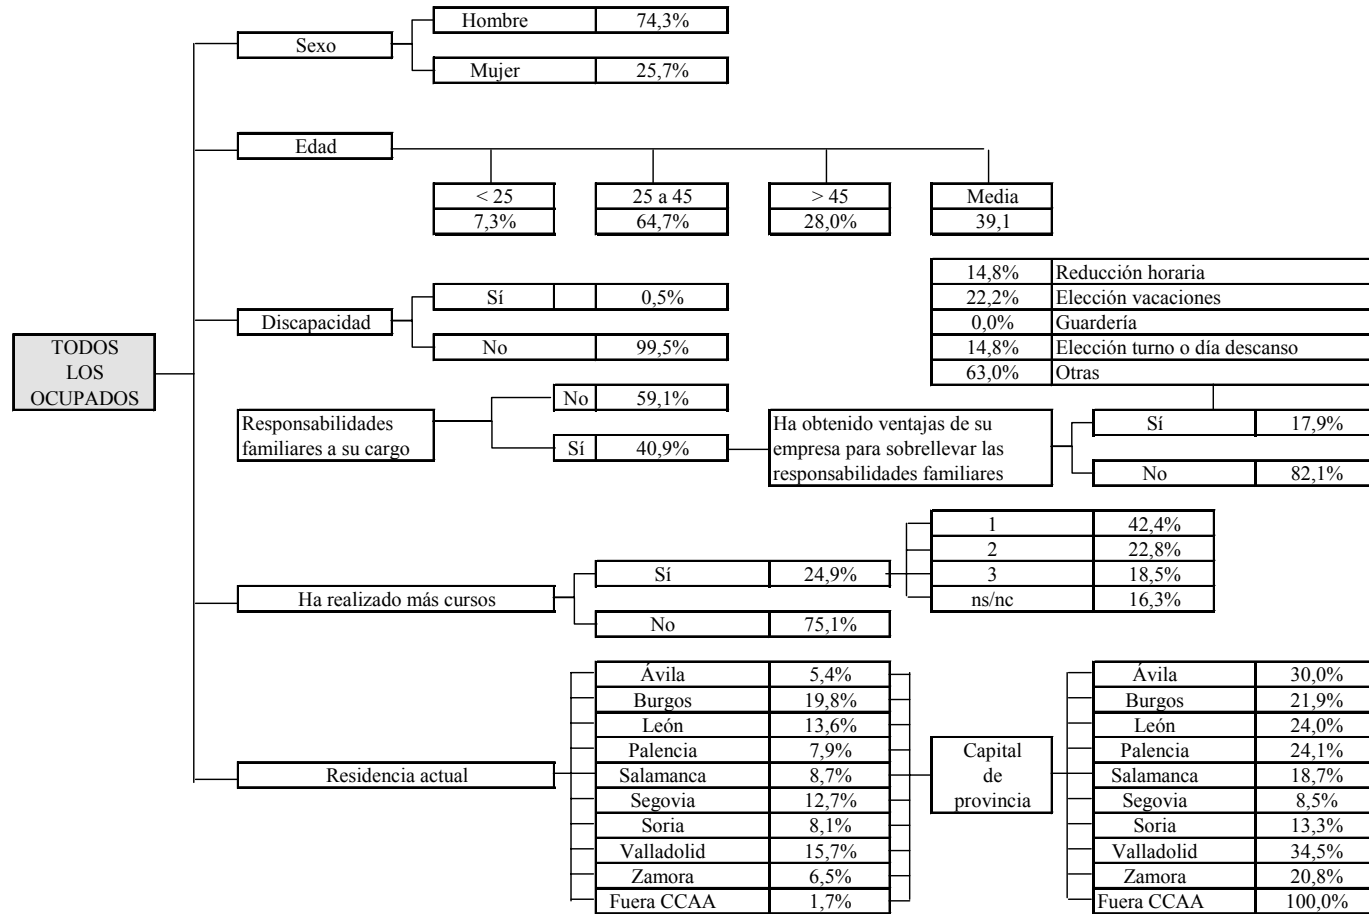 Hombre 74,3%
Sexo
Mujer 25,7%
Edad
< 25 25 a 45 > 45 Media
7,3% 64,7% 28,0% 39,1
14,8% Reducción horaria
22,2% Elección vacaciones
0,0% Guardería
14,8% Elección turno o día descanso
63,0% Otras
Sí 0,5%
Discapacidad
No 99,5%
TODOS
LOS
OCUPADOS
No 59,1%
Responsabilidades
familiares a su cargo
Sí 40,9%
Ha obtenido ventajas de su
empresa para sobrellevar las
responsabilidades familiares
Sí 17,9%
No 82,1%
1 42,4%
2 22,8%
3 18,5%
ns/nc 16,3%
Sí 24,9%
Ha realizado más cursos
No 75,1%
Residencia actual
Ávila 5,4%
Burgos 19,8%
León 13,6%
Palencia 7,9%
Salamanca 8,7%
Segovia 12,7%
Soria 8,1%
Valladolid 15,7%
Zamora 6,5%
Fuera CCAA 1,7%
Capital
de
provincia
Ávila 30,0%
Burgos 21,9%
León 24,0%
Palencia 24,1%
Salamanca 18,7%
Segovia 8,5%
Soria 13,3%
Valladolid 34,5%
Zamora 20,8%
Fuera CCAA 100,0%